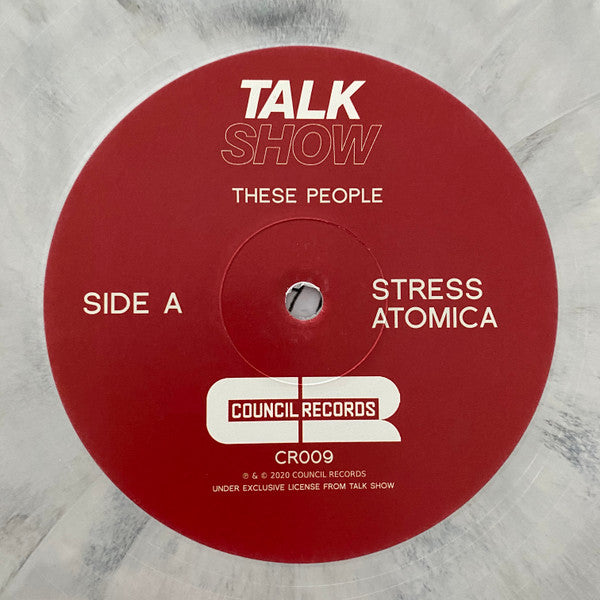 TALK
SHOW
THESE PEOPLE
SIDE A
STRESS
ATOMICA
COUNCIL RECORDS
CR009
℗ & © 2020 COUNCIL RECORDS
UNDER EXCLUSIVE LICENSE FROM TALK SHOW